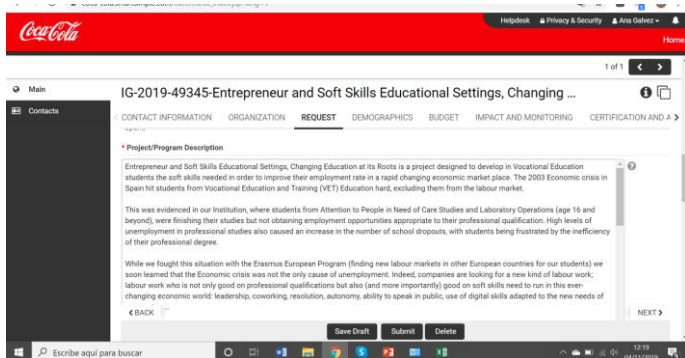 Coca-Cola
Helpdesk Privacy & Security Ana Galvez
Home
1 of 1
Main
Contacts
IG-2019-49345-Entrepreneur and Soft Skills Educational Settings, Changing ...
CONTACT INFORMATION ORGANIZATION REQUEST DEMOGRAPHICS BUDGET IMPACT AND MONITORING CERTIFICATION AND A
* Project/Program Description
Entrepreneur and Soft Skills Educational Settings, Changing Education at its Roots is a project designed to develop in Vocational Education
students the soft skills needed in order to improve their employment rate in a rapid changing economic market place. The 2003 Economic crisis in
Spain hit students from Vocational Education and Training (VET) Education hard, excluding them from the labour market.
This was evidenced in our Institution, where students from Attention to People in Need of Care Studies and Laboratory Operations (age 16 and
beyond), were finishing their studies but not obtaining employment opportunities appropriate to their professional qualification. High levels of
unemployment in professional studies also caused an increase in the number of school dropouts, with students being frustrated by the inefficiency
of their professional degree.
While we fought this situation with the Erasmus European Program (finding new labour markets in other European countries for our students) we
soon learned that the Economic crisis was not the only cause of unemployment. Indeed, companies are looking for a new kind of labour work;
labour work who is not only good on professional qualifications but also (and more importantly) good on soft skills need to run in this ever-
changing economic world: leadership, coworking, resolution, autonomy, ability to speak in public, use of digital skills adapted to the new needs of
< BACK NEXT >
Save Draft Submit Delete
Escribe aquí para buscar
12:19
04/11/2019